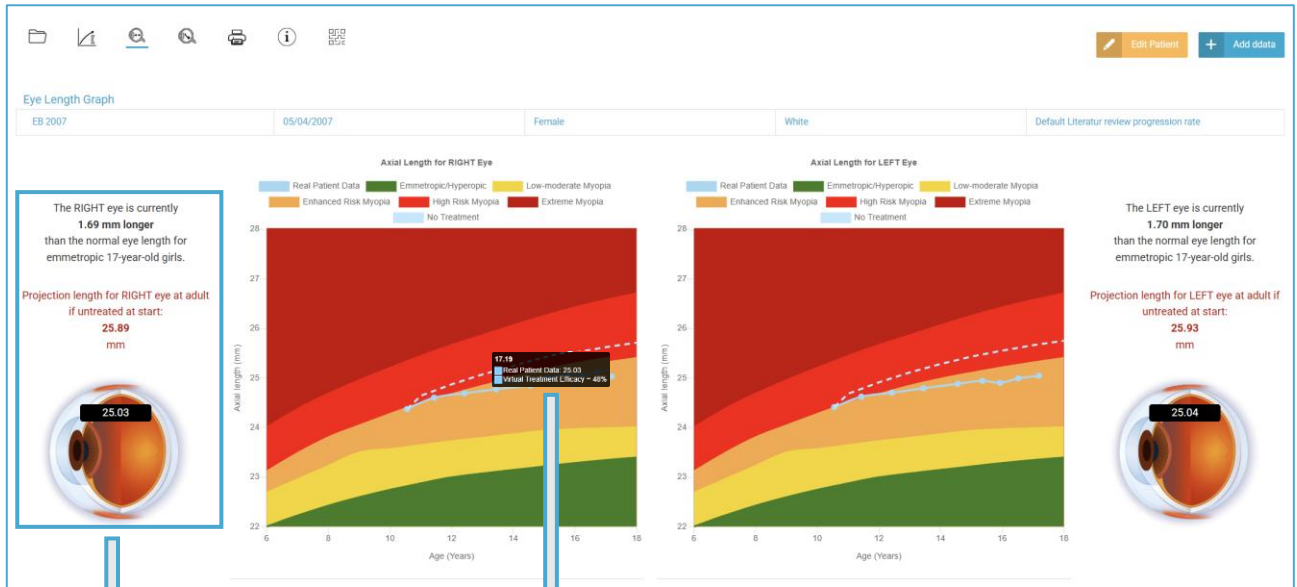 Edit Patient
+ Add ddata
Eye Length Graph
EB 2007 05/04/2007 Female White Default Literatur review progression rate
The RIGHT eye is currently
1.69 mm longer
than the normal eye length for
emmetropic 17-year-old girls.
Projection length for RIGHT eye at adult
if untreated at start:
25.89
mm
25.03
Axial Length for RIGHT Eye
Real Patient Data Emmetropic/Hyperopic Low-moderate Myopia
Enhanced Risk Myopia High Risk Myopia Extreme Myopia
No Treatment
Axial length (mm)
28
27
26
25
24
23
22
17.19
Real Patient Data: 25.03
Virtual Treatment Efficacy ~ 48%
6 8 10 12 14 16 18
Age (Years)
Axial Length for LEFT Eye
Real Patient Data Emmetropic/Hyperopic Low-moderate Myopia
Enhanced Risk Myopia High Risk Myopia Extreme Myopia
No Treatment
Axial length (mm)
28
27
26
25
24
23
22
6 8 10 12 14 16 18
Age (Years)
The LEFT eye is currently
1.70 mm longer
than the normal eye length for
emmetropic 17-year-old girls.
Projection length for LEFT eye at adult if
untreated at start:
25.93
mm
25.04